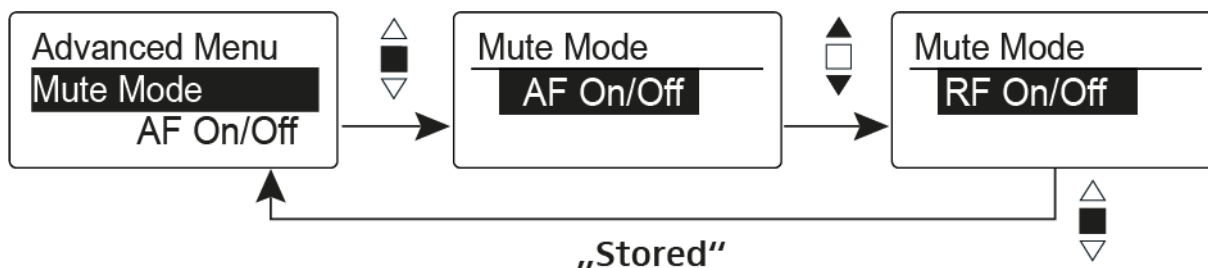 Advanced Menu
Mute Mode
AF On/Off
Mute Mode
AF On/Off
Mute Mode
RF On/Off
„Stored“